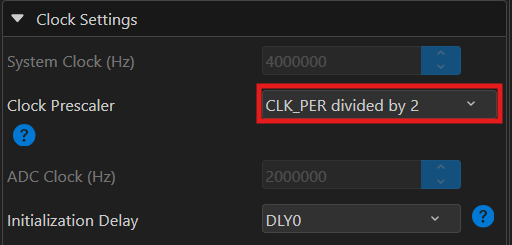 Clock Settings
System Clock (Hz) 4000000
Clock Prescaler CLK_PER divided by 2
?
ADC Clock (Hz) 2000000
Initialization Delay DLY0 ?